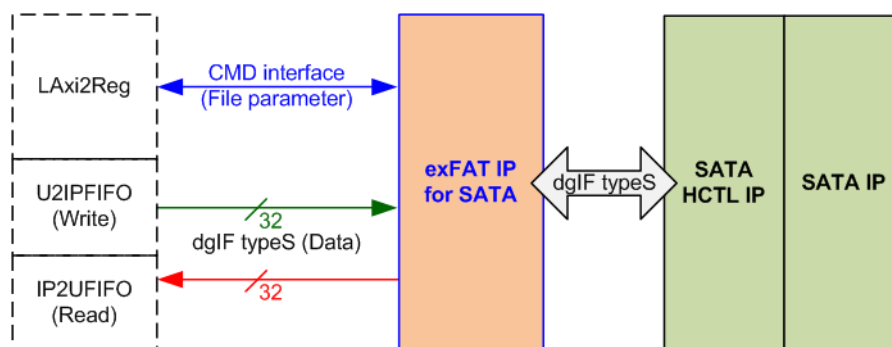 LAxi2Reg
CMD interface
(File parameter)
U2IPFIFO
(Write)
32
dgIF typeS (Data)
IP2UFIFO
(Read)
32
exFAT IP
for SATA
dgIF typeS
SATA
HCTL IP
SATA IP